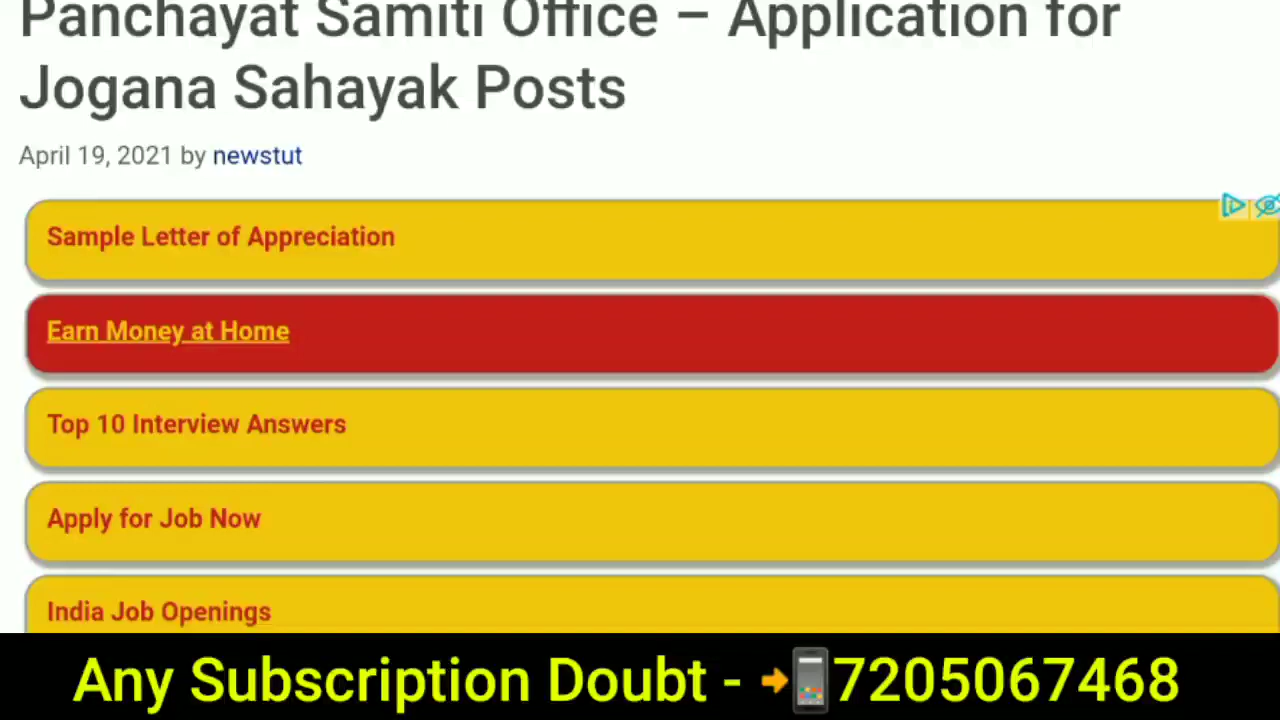 Panchayat Samiti Office – Application for
Jogana Sahayak Posts
April 19, 2021 by newstut
Sample Letter of Appreciation
Earn Money at Home
Top 10 Interview Answers
Apply for Job Now
India Job Openings
Any Subscription Doubt - 7205067468